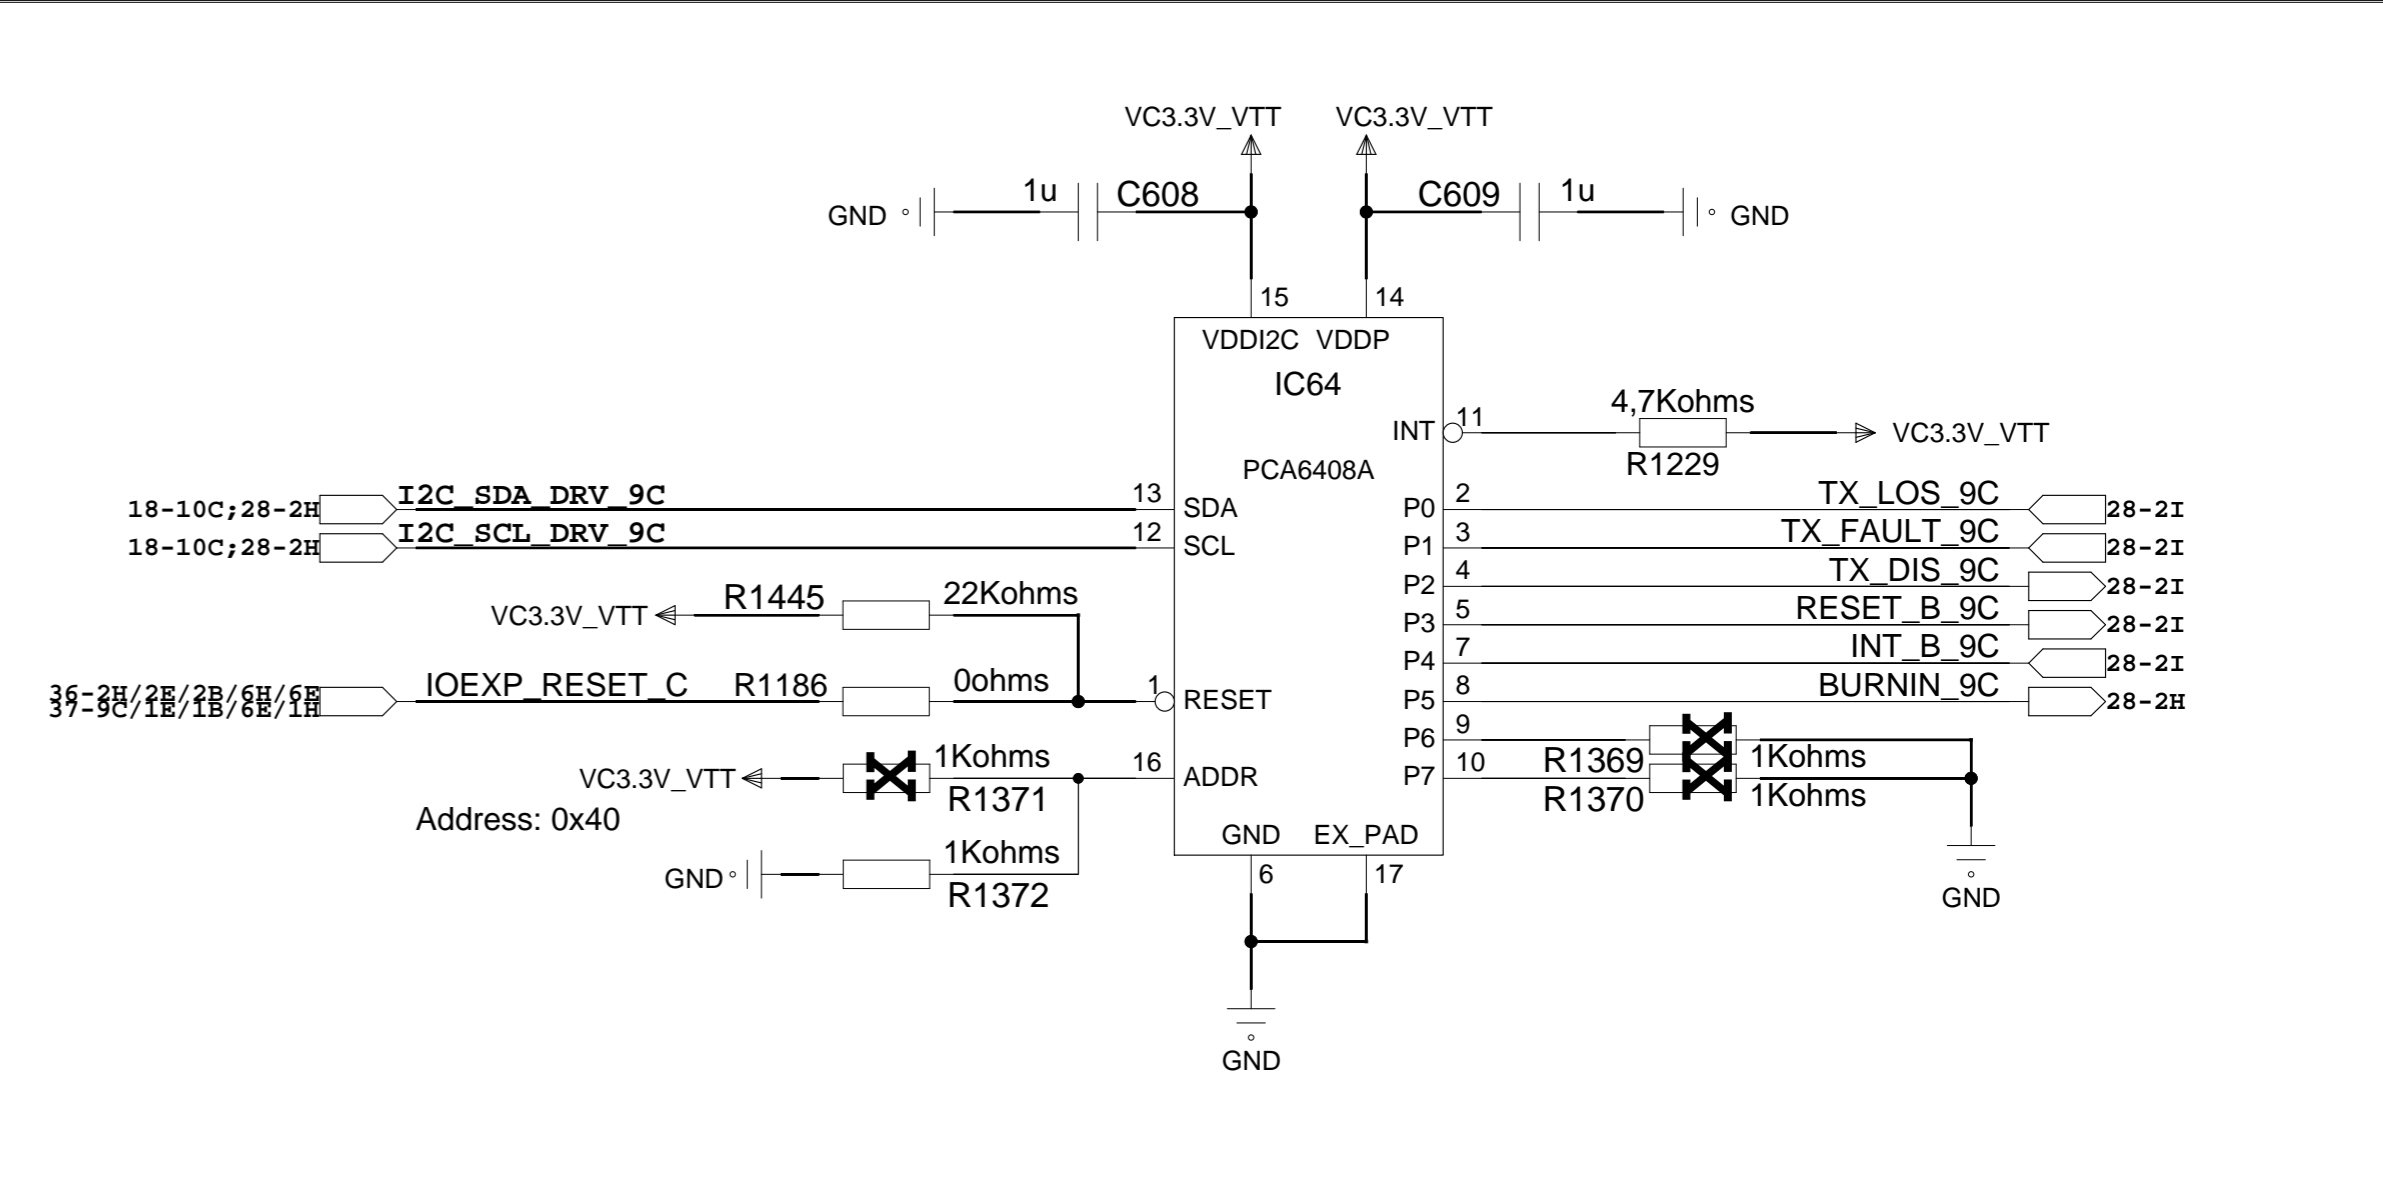 VC3.3V_VTT VC3.3V_VTT
GND 1u C608 C609 1u GND
15 14
VDDI2C VDDP
IC64
4,7Kohms
INT 11 VC3.3V_VTT
R1229
PCA6408A
18-10C;28-2H I2C_SDA_DRV_9C 13 SDA P0 2 TX_LOS_9C 28-2I
18-10C;28-2H I2C_SCL_DRV_9C 12 SCL P1 3 TX_FAULT_9C 28-2I
P2 4 TX_DIS_9C 28-2I
VC3.3V_VTT R1445 22Kohms P3 5 RESET_B_9C 28-2I
P4 7 INT_B_9C 28-2I
36-2H/2E/2B/6H/6E
37-9C/1E/1B/6E/1H
IOEXP_RESET_C R1186 0ohms 1 RESET P5 8 BURNIN_9C 28-2H
P6 9 R1369 1Kohms
VC3.3V_VTT 1Kohms R1371 16 ADDR P7 10 R1370 1Kohms
Address: 0x40
GND 1Kohms R1372
GND EX_PAD
6 17
GND
GND